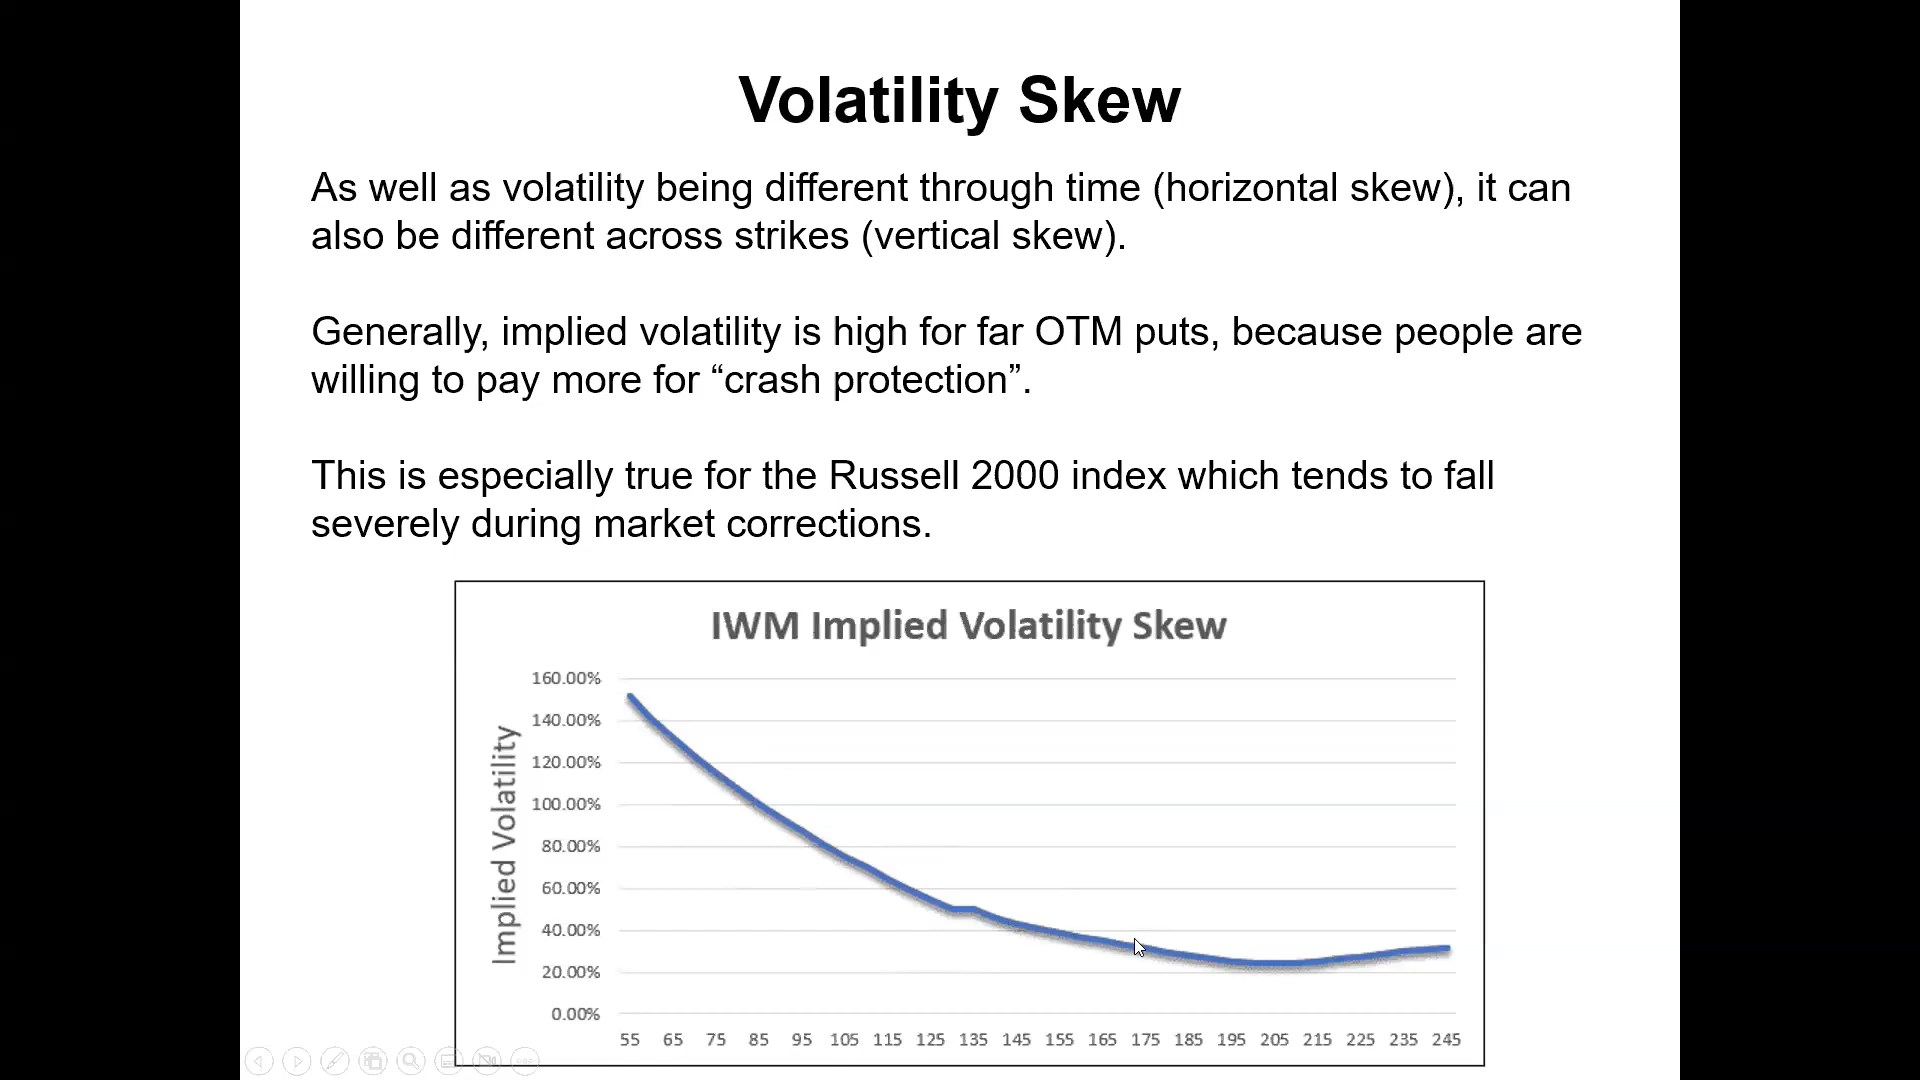 Volatility Skew
As well as volatility being different through time (horizontal skew), it can
also be different across strikes (vertical skew).
Generally, implied volatility is high for far OTM puts, because people are
willing to pay more for “crash protection”.
This is especially true for the Russell 2000 index which tends to fall
severely during market corrections.
IWM Implied Volatility Skew
Implied Volatility
160.00%
140.00%
120.00%
100.00%
80.00%
60.00%
40.00%
20.00%
0.00%
55 65 75 85 95 105 115 125 135 145 155 165 175 185 195 205 215 225 235 245